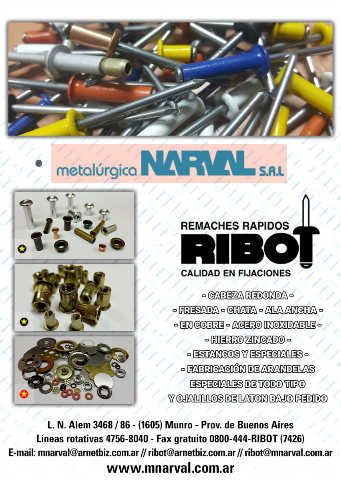 metalúrgica NARVAL S.R.L
REMACHES RAPIDOS
RIBOT
CALIDAD EN FIJACIONES
- CABEZA REDONDA -
- FRESADA - CHATA - ALA ANCHA -
- EN COBRE - ACERO INOXIDABLE -
- HIERRO ZINCADO -
- ESTANCOS Y ESPECIALES -
- FABRICACIÓN DE ARANDELAS
ESPECIALES DE TODO TIPO
Y OJALILLOS DE LATON BAJO PEDIDO
L. N. Alem 3468 / 86 - (1605) Munro - Prov. de Buenos Aires
Líneas rotativas 4756-8040 - Fax gratuito 0800-444-RIBOT (7426)
E-mail: mnarval@arnetbiz.com.ar // ribot@arnetbiz.com.ar // ribot@mnarval.com.ar
www.mnarval.com.ar